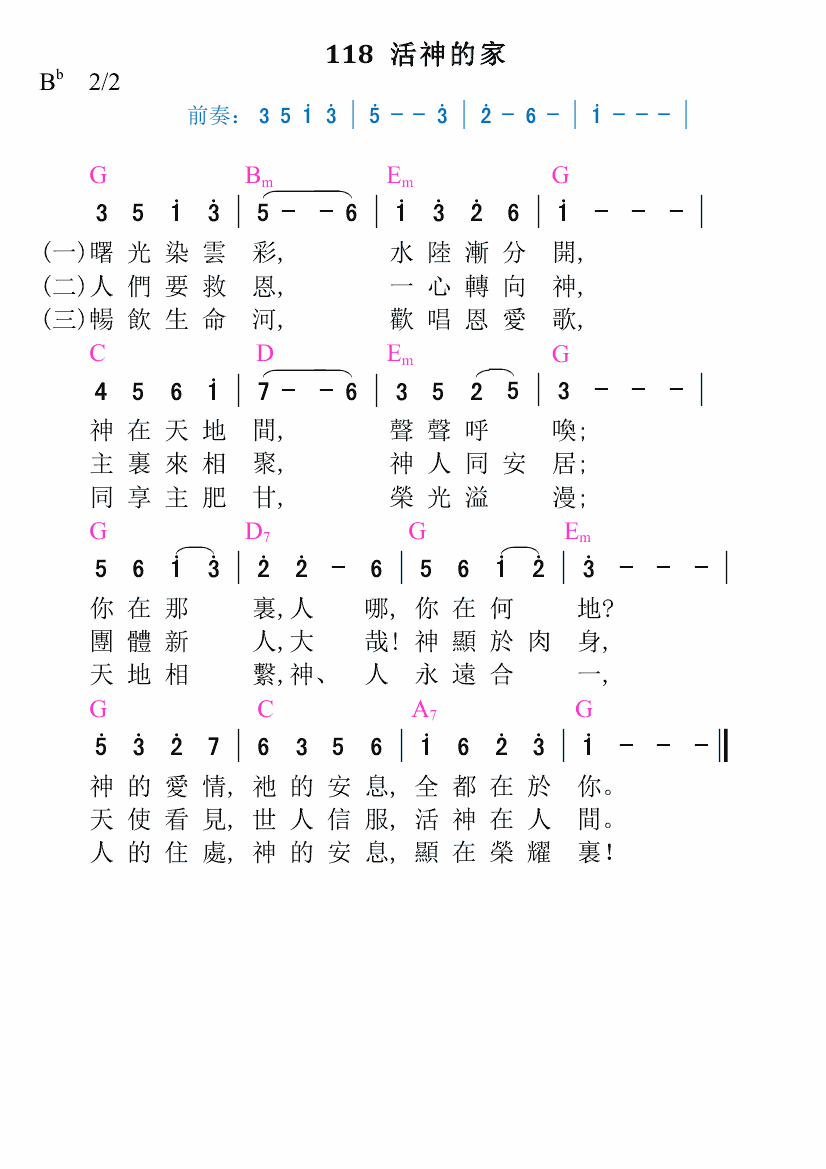 118 活神的家
B♭ 2/2
前奏: 3 5 i̇ 3̇ | 5̇ - - 3̇ | 2̇ - 6 - | i̇ - - - |
G Bm Em G
3 5 i̇ 3̇ | 5 - - 6 | i̇ 3̇ 2̇ 6 | i̇ - - - |
(一)曙光染雲彩, 水陸漸分開,
(二)人們要救恩, 一心轉向神,
(三)暢飲生命河, 歡唱恩愛歌,
C D Em G
4 5 6 i̇ | 7 - - 6 | 3 5 2 5 | 3 - - - |
神在天地間, 聲聲呼喚;
主裏來相聚, 神人同安居;
同享主肥甘, 榮光溢漫;
G D7 G Em
5 6 i̇ 3̇ | 2̇ 2̇ - 6 | 5 6 i̇ 2̇ | 3̇ - - - |
你在那裏,人哪, 你在何地?
團體新人,大哉! 神顯於肉身,
天地相繫,神、人永遠合一,
G C A7 G
5̇ 3̇ 2̇ 7 | 6 3 5 6 | i̇ 6 2̇ 3̇ | i̇ - - - ‖
神的愛情, 祂的安息, 全都在於你。
天使看見, 世人信服, 活神在人間。
人的住處, 神的安息, 顯在榮耀裏!